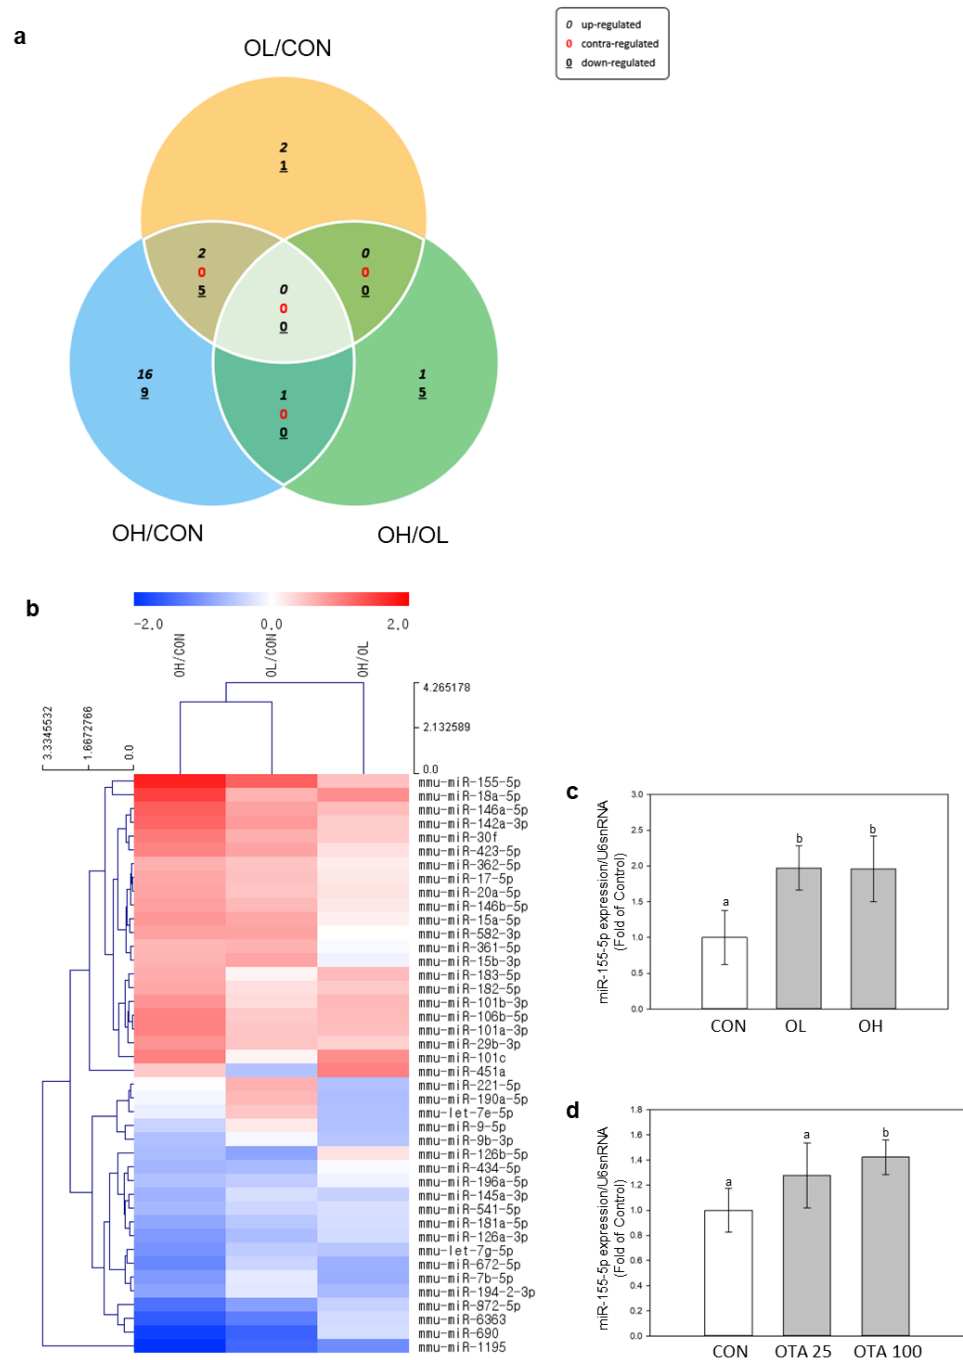 a
OL/CON
0 up-regulated
0 contra-regulated
0 down-regulated
2
1
2
0
5
0
0
0
0
0
0
16
9
1
0
0
1
5
OH/CON
OH/OL
b
-2.0 0.0 2.0
OH/CON
OL/CON
OH/OL
4.265178
2.132589
0.0
3.3345532
1.6672766
0.0
mmu-miR-155-5p
mmu-miR-18a-5p
mmu-miR-146a-5p
mmu-miR-142a-3p
mmu-miR-30f
mmu-miR-423-5p
mmu-miR-362-5p
mmu-miR-17-5p
mmu-miR-20a-5p
mmu-miR-146b-5p
mmu-miR-15a-5p
mmu-miR-582-3p
mmu-miR-361-5p
mmu-miR-15b-3p
mmu-miR-183-5p
mmu-miR-182-5p
mmu-miR-101b-3p
mmu-miR-106b-5p
mmu-miR-101a-3p
mmu-miR-29b-3p
mmu-miR-101c
mmu-miR-451a
mmu-miR-221-5p
mmu-miR-190a-5p
mmu-let-7e-5p
mmu-miR-9-5p
mmu-miR-9b-3p
mmu-miR-126b-5p
mmu-miR-434-5p
mmu-miR-196a-5p
mmu-miR-145a-3p
mmu-miR-541-5p
mmu-miR-181a-5p
mmu-miR-126a-3p
mmu-let-7g-5p
mmu-miR-672-5p
mmu-miR-7b-5p
mmu-miR-194-2-3p
mmu-miR-872-5p
mmu-miR-6363
mmu-miR-690
mmu-miR-1195
c
miR-155-5p expression/U6snRNA
(Fold of Control)
3.0
2.5
2.0
1.5
1.0
0.5
0.0
a
b
b
CON OL OH
d
miR-155-5p expression/U6snRNA
(Fold of Control)
1.8
1.6
1.4
1.2
1.0
0.8
0.6
0.4
0.2
0.0
a
a
b
CON OTA 25 OTA 100